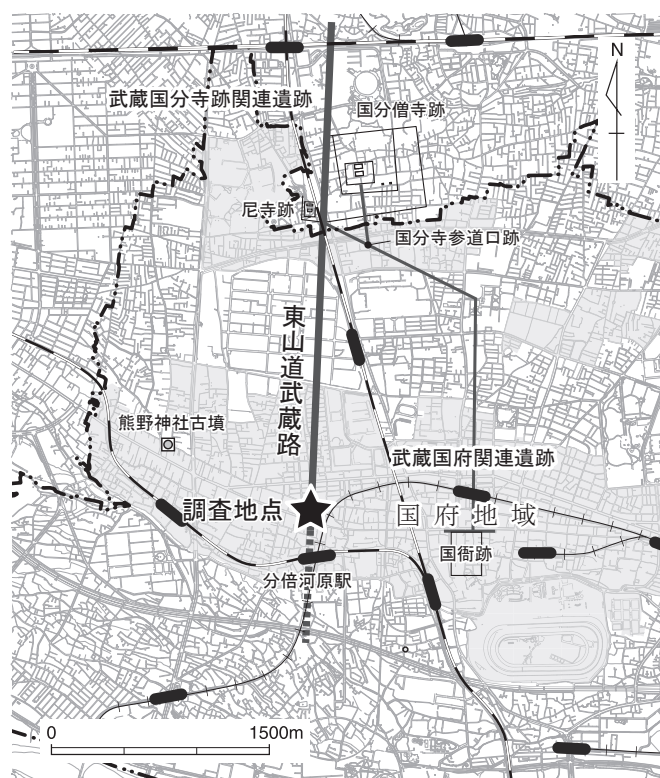 N
武蔵国分寺跡関連遺跡
国分僧寺跡
尼寺跡
国分寺参道口跡
東山道武蔵路
熊野神社古墳
武蔵国府関連遺跡
調査地点
国府地域
国衙跡
分倍河原駅
0 1500m